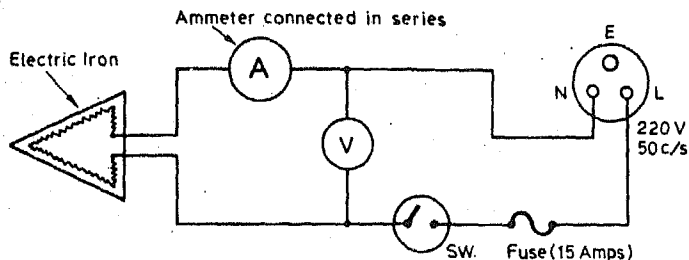 Ammeter connected in series
Electric Iron
A
E
N
L
V
220 V
50 c/s
SW.
Fuse (15 Amps)